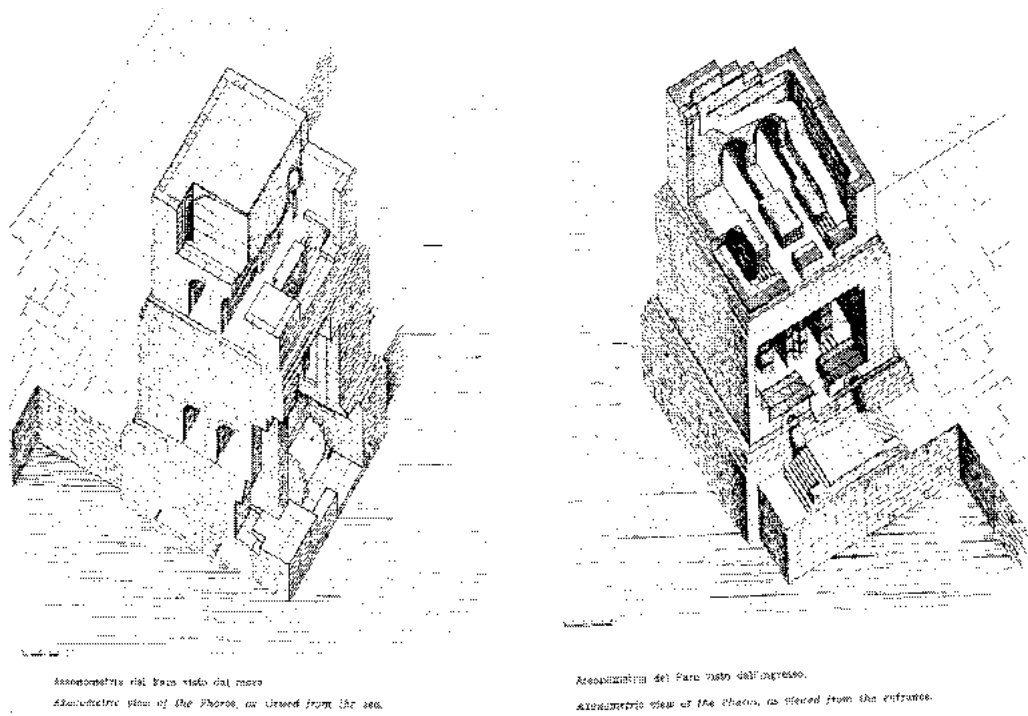 Assonometria del Faro visto dal mare
Axonometric view of the Pharos, as viewed from the sea.
Assonometria del Faro visto dall'ingresso.
Axonometric view of the Pharos, as viewed from the entrance.